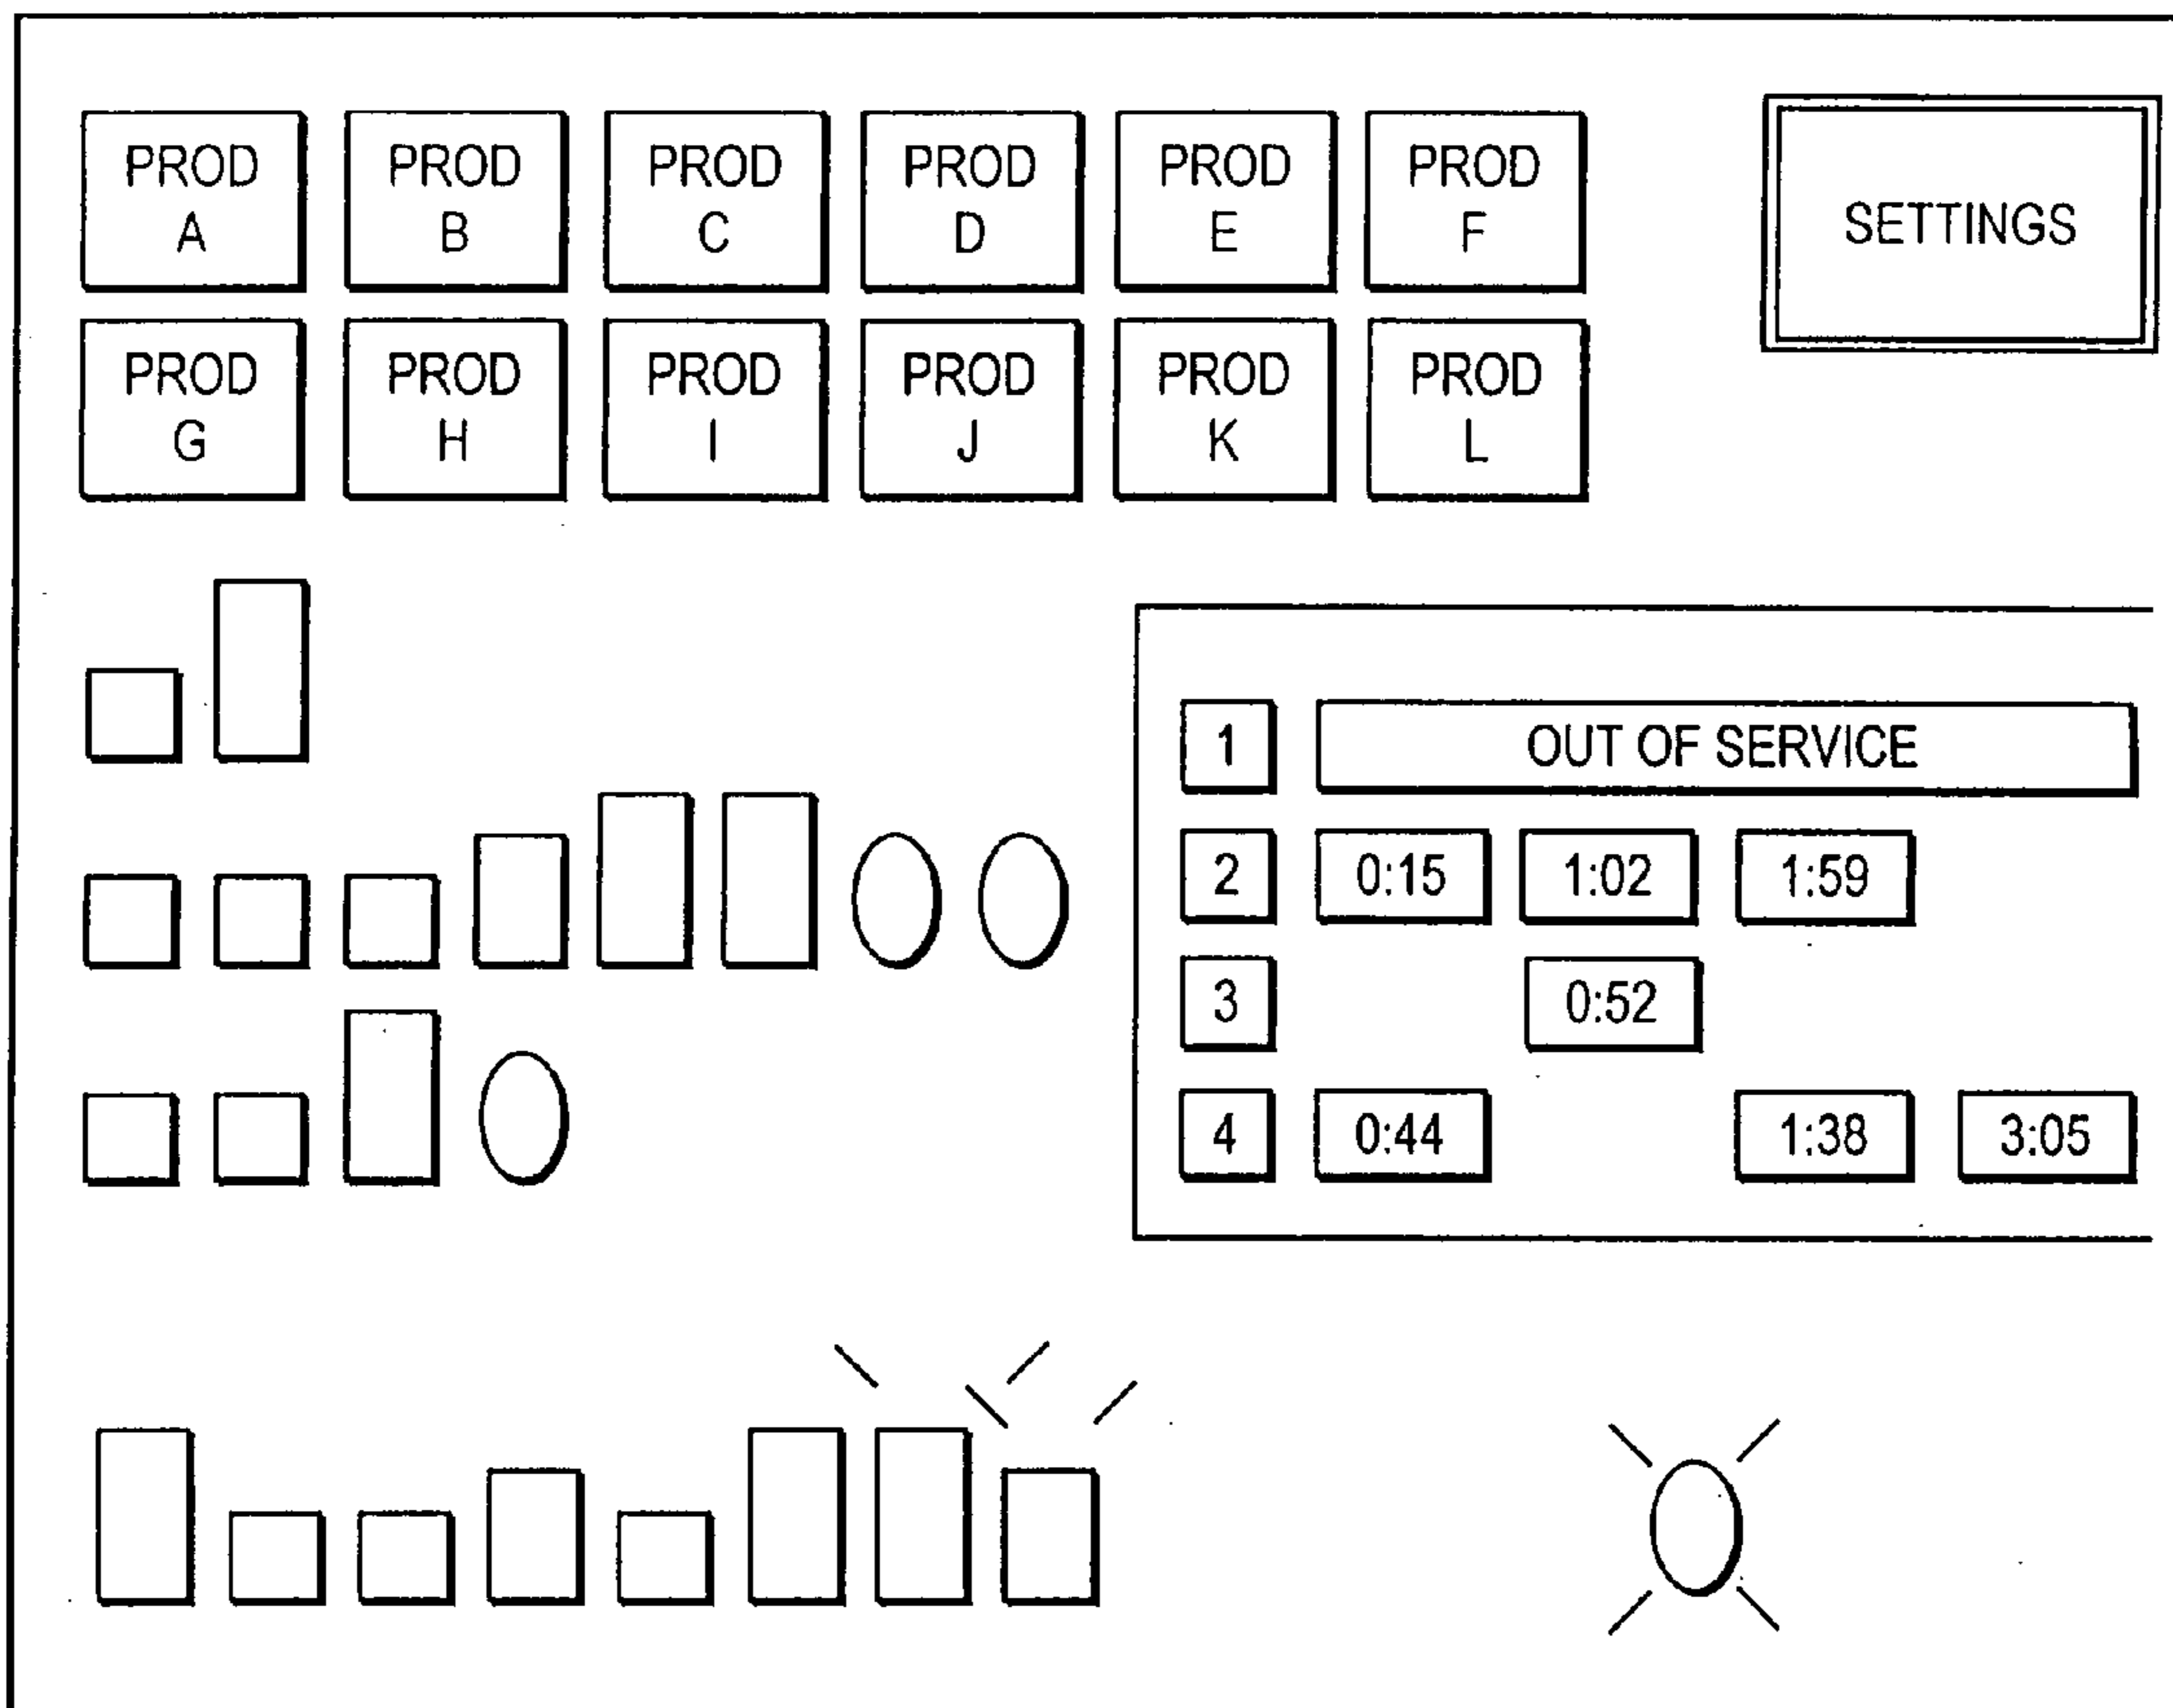 PROD
A
PROD
B
PROD
C
PROD
D
PROD
E
PROD
F
SETTINGS
PROD
G
PROD
H
PROD
I
PROD
J
PROD
K
PROD
L
1 OUT OF SERVICE
2 0:15 1:02 1:59
3 0:52
4 0:44 1:38 3:05